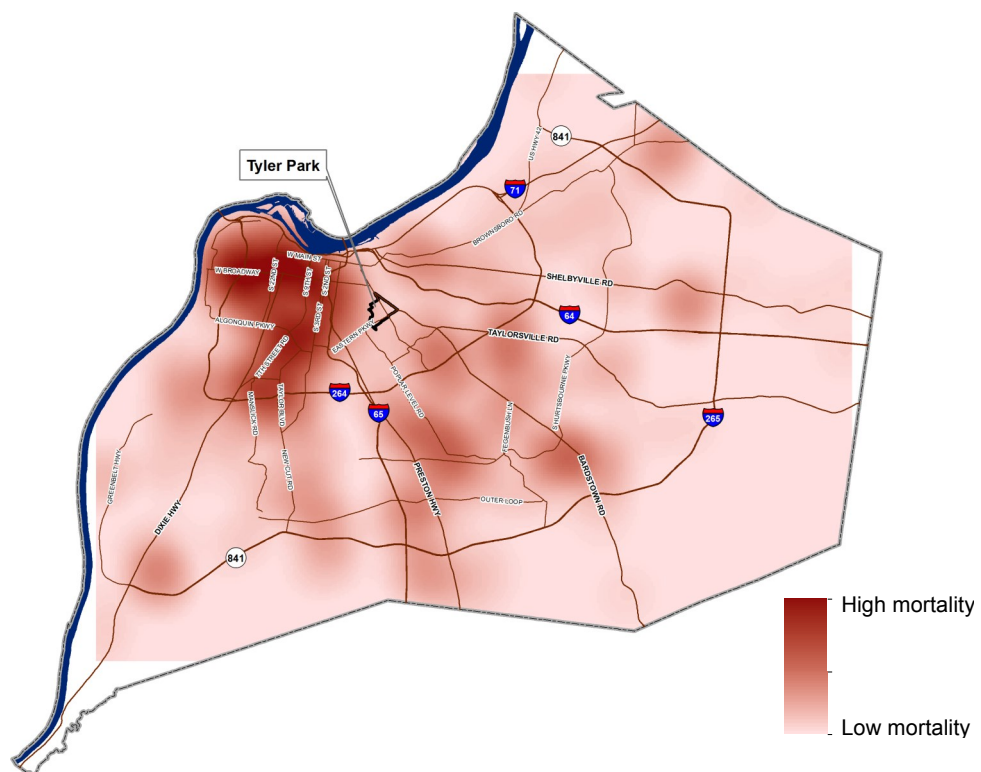 841
US HWY 42
Tyler Park
71
BROWNSBORO RD
W MAIN ST
W BROADWAY
S 22ND ST
S 9TH ST
S 2ND ST
S 3RD ST
SHELBYVILLE RD
64
ALGONQUIN PKWY
EASTERN PKWY
TAYLORSVILLE RD
7TH STREET RD
264
65
POPLAR LEVEL RD
S HURTSBOURNE PKPWY
265
MANSLICK RD
TAYLOR BLVD
FEGENBUSH LN
GREENBELT HWY
NEW CUT RD
PRESTON HWY
BARDSTOWN RD
OUTER LOOP
DIXIE HWY
841
High mortality
Low mortality